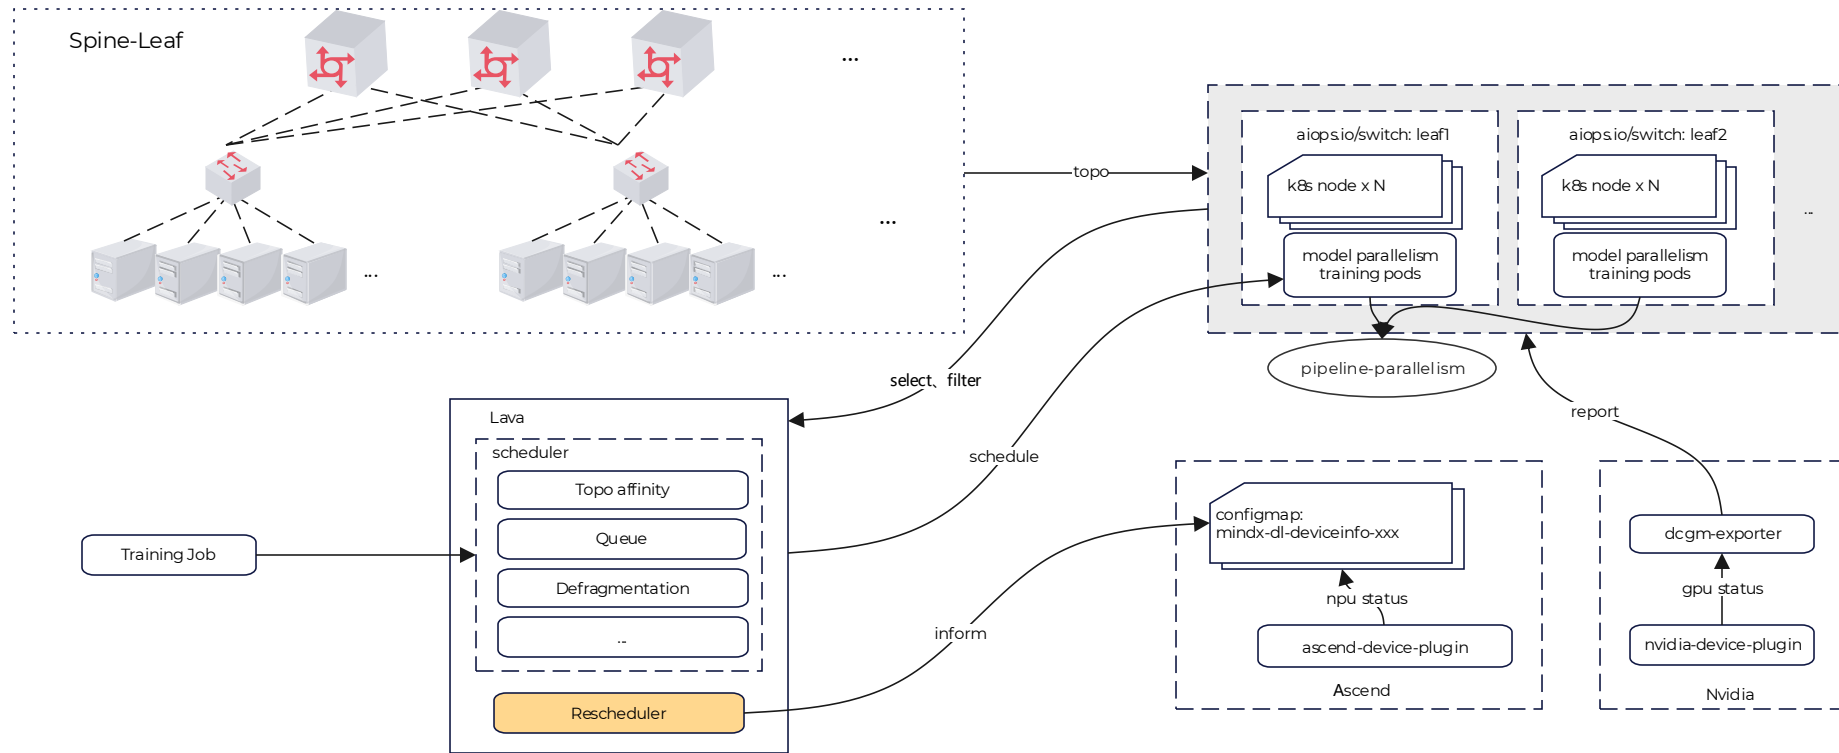 Spine-Leaf
...
...
...
...
topo
aiops.io/switch: leaf1
k8s node x N
model parallelism
training pods
aiops.io/switch: leaf2
k8s node x N
model parallelism
training pods
...
pipeline-parallelism
select、filter
schedule
inform
report
Training Job
Lava
scheduler
Topo affinity
Queue
Defragmentation
...
Rescheduler
configmap:
mindx-dl-deviceinfo-xxx
npu status
ascend-device-plugin
Ascend
dcgm-exporter
gpu status
nvidia-device-plugin
Nvidia